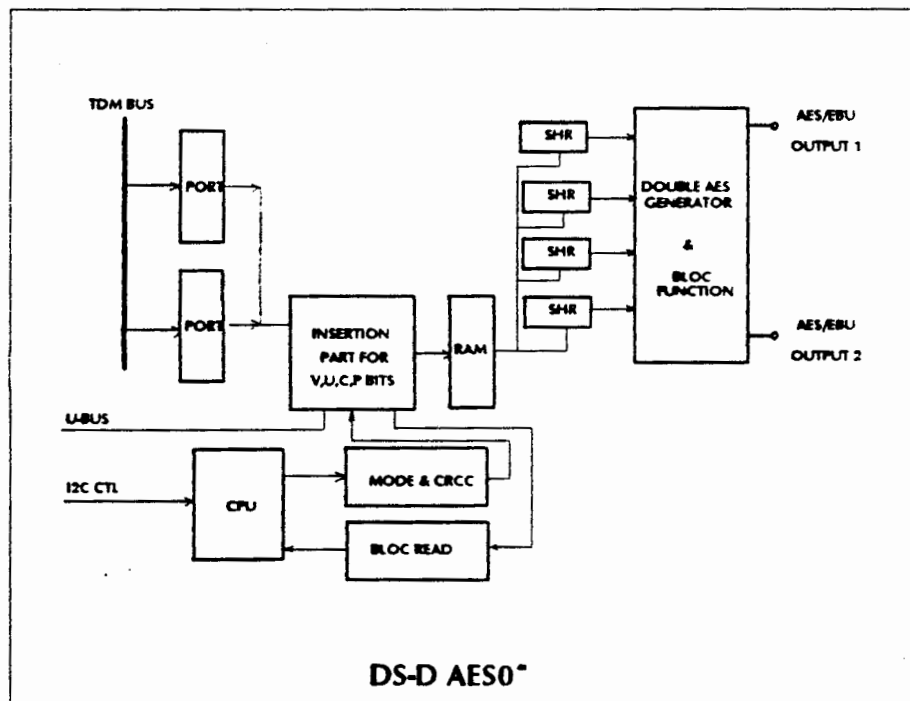 TDM BUS
PORT
PORT
INSERTION
PART FOR
V,U,C,P BITS
RAM
SHR
SHR
SHR
SHR
DOUBLE AES
GENERATOR
&
BLOC
FUNCTION
AES/EBU
OUTPUT 1
AES/EBU
OUTPUT 2
U-BUS
I2C CTL
CPU
MODE & CRCC
BLOC READ
DS-D AES0"